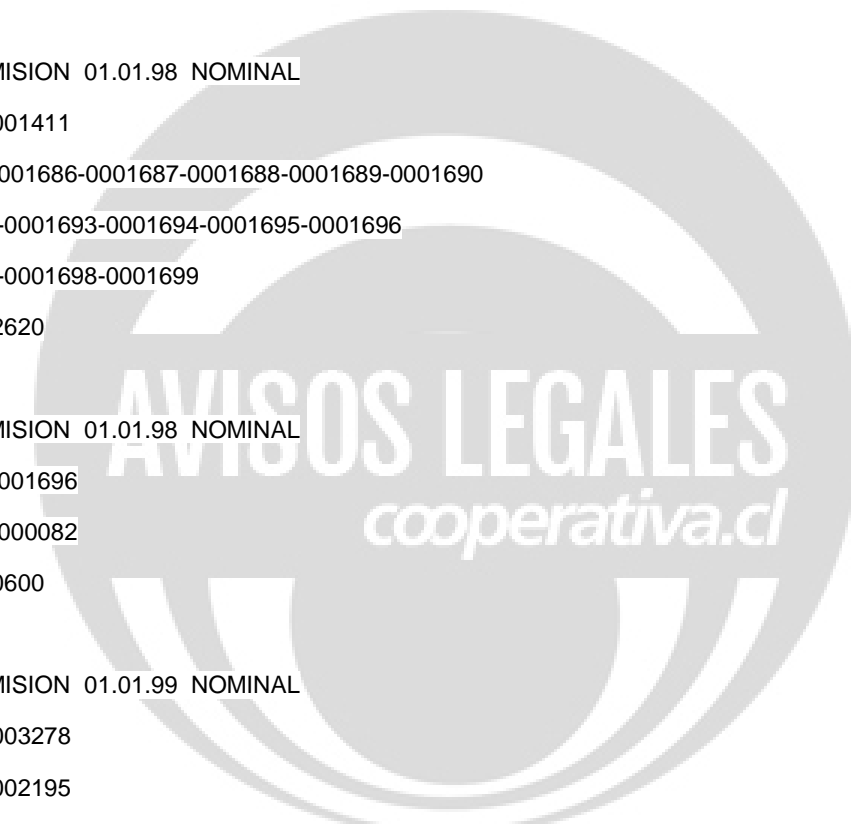 MISION 01.01.98 NOMINAL
001411
0001686-0001687-0001688-0001689-0001690
-0001693-0001694-0001695-0001696
-0001698-0001699
2620
AVISOS LEGALES
cooperativa.cl
MISION 01.01.98 NOMINAL
001696
000082
0600
MISION 01.01.99 NOMINAL
003278
002195